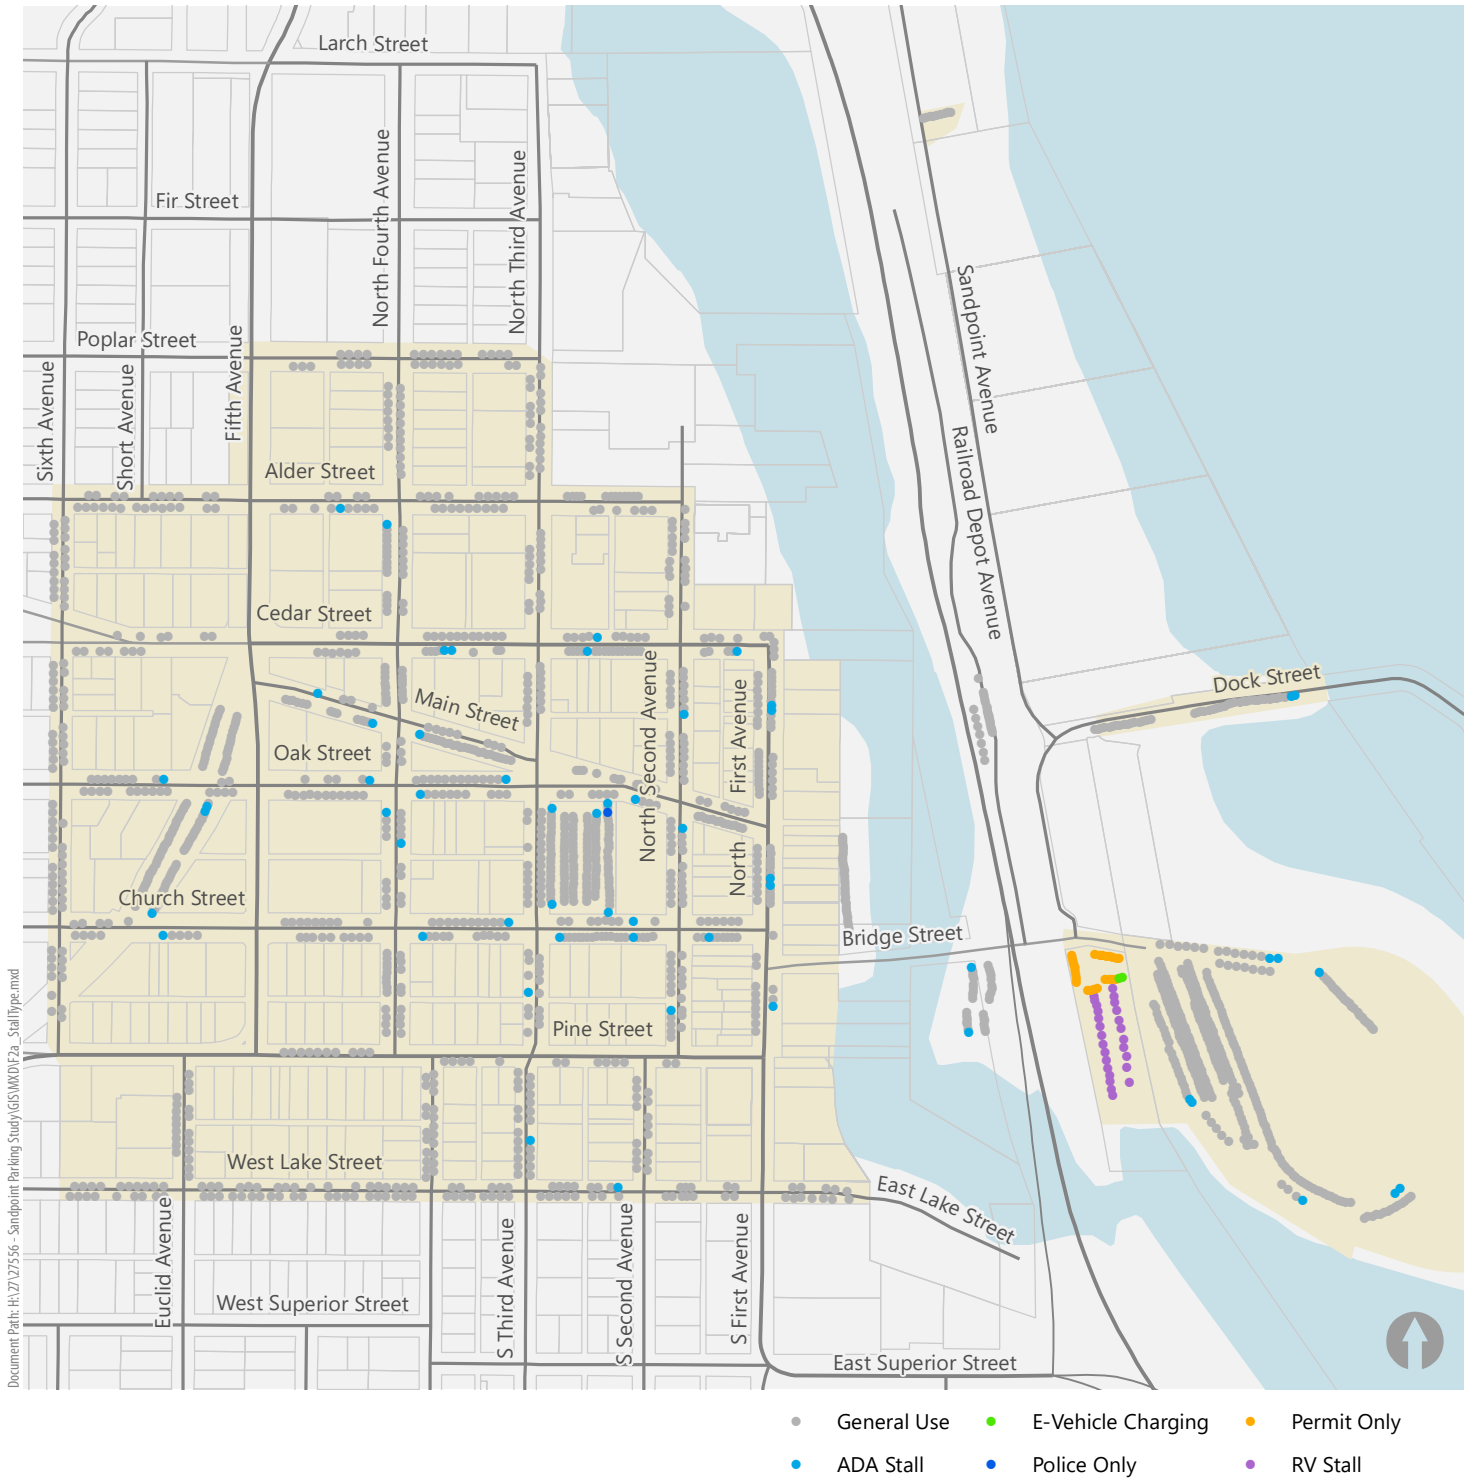 Larch Street
North Fourth Avenue
North Third Avenue
Fir Street
Sandpoint Avenue
Poplar Street
Fifth Avenue
Sixth Avenue
Short Avenue
Railroad Depot Avenue
Alder Street
Cedar Street
Main Street
North Second Avenue
North First Avenue
Dock Street
Oak Street
Church Street
Bridge Street
Pine Street
West Lake Street
East Lake Street
Euclid Avenue
S Third Avenue
S Second Avenue
S First Avenue
West Superior Street
East Superior Street
Document Path: H:\27\27556 - Sandpoint Parking Study\GIS\MXD\F2a_StallType.mxd
General Use
E-Vehicle Charging
Permit Only
ADA Stall
Police Only
RV Stall